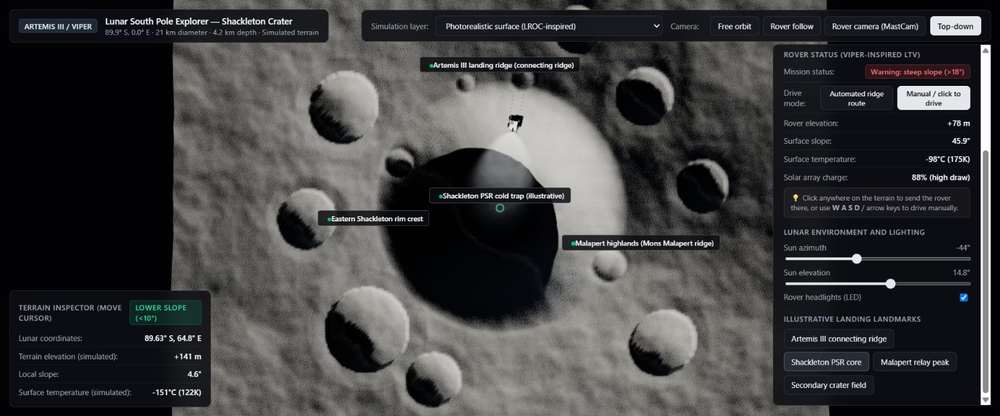 ARTEMIS III / VIPER
Lunar South Pole Explorer — Shackleton Crater
89.9° S, 0.0° E · 21 km diameter · 4.2 km depth · Simulated terrain
Simulation layer:
Photorealistic surface (LROC-inspired)
Camera:
Free orbit
Rover follow
Rover camera (MastCam)
Top-down
Artemis III landing ridge (connecting ridge)
Shackleton PSR cold trap (illustrative)
Eastern Shackleton rim crest
Malapert highlands (Mons Malapert ridge)
TERRAIN INSPECTOR (MOVE
CURSOR)
LOWER SLOPE
(<10°)
Lunar coordinates:
89.63° S, 64.8° E
Terrain elevation (simulated):
+141 m
Local slope:
4.6°
Surface temperature (simulated):
-151°C (122K)
ROVER STATUS (VIPER-INSPIRED LTV)
Mission status:
Warning: steep slope (>18°)
Drive
mode:
Automated ridge
route
Manual / click to
drive
Rover elevation:
+78 m
Surface slope:
45.9°
Surface temperature:
-98°C (175K)
Solar array charge:
88% (high draw)
💡 Click anywhere on the terrain to send the rover
there, or use W A S D / arrow keys to drive manually.
LUNAR ENVIRONMENT AND LIGHTING
Sun azimuth
-44°
Sun elevation
14.8°
Rover headlights (LED)
ILLUSTRATIVE LANDING LANDMARKS
Artemis III connecting ridge
Shackleton PSR core
Malapert relay peak
Secondary crater field